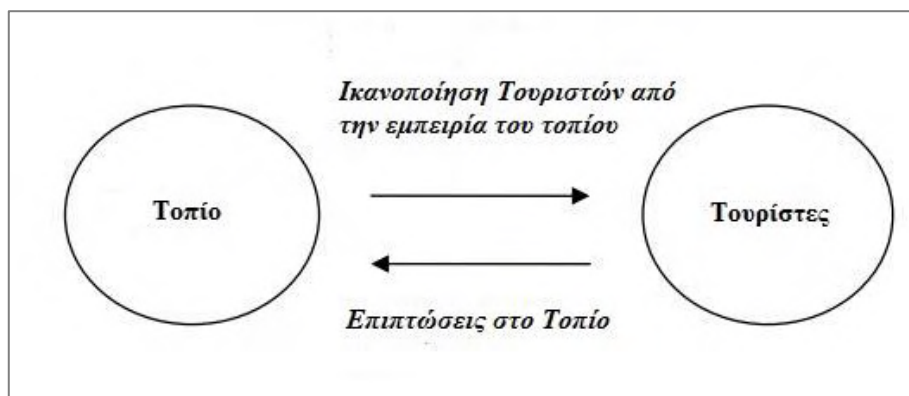 Ικανοποίηση Τουριστών από
την εμπειρία του τοπίου
Τοπίο
Τουρίστες
Επιπτώσεις στο Τοπίο